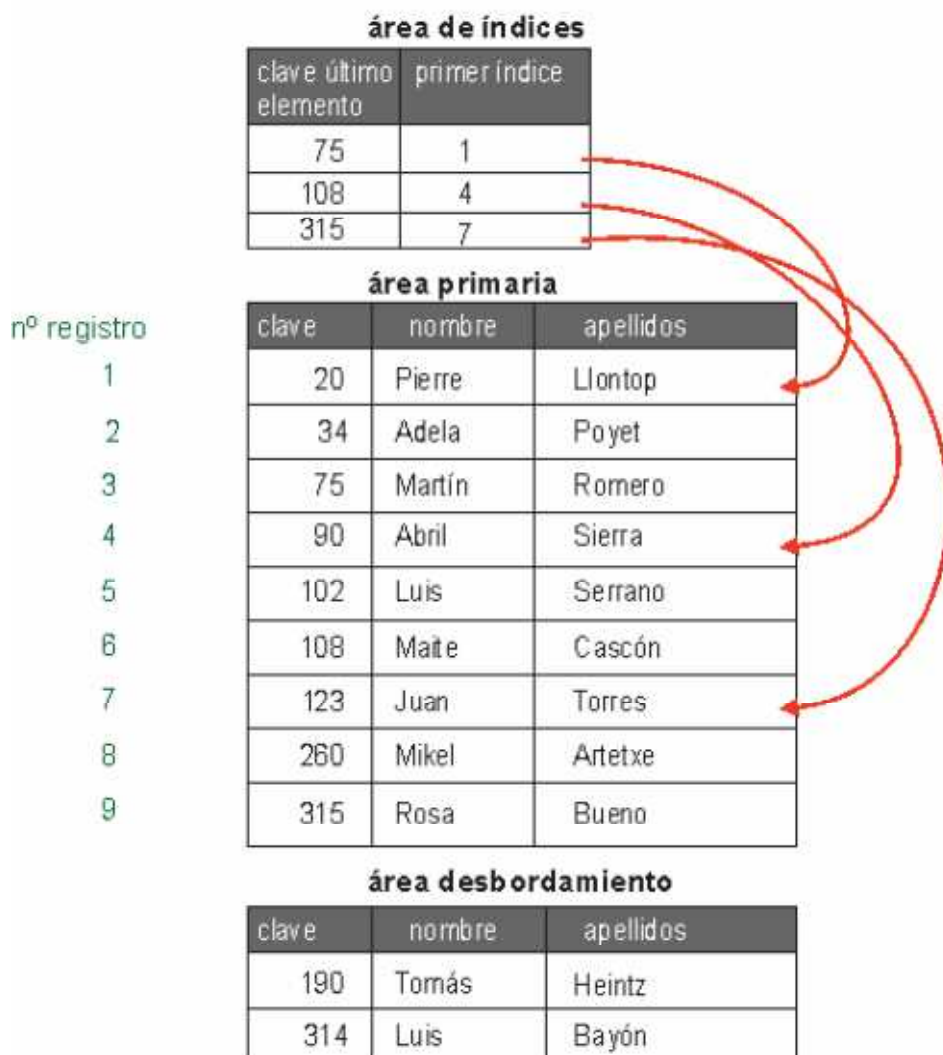 área de índices
clave último primer índice
elemento
75 1
108 4
315 7
área primaria
nº registro clave nombre apellidos
1 20 Pierre Llontop
2 34 Adela Poyet
3 75 Martín Romero
4 90 Abril Sierra
5 102 Luis Serrano
6 108 Maite Cascón
7 123 Juan Torres
8 260 Mikel Artetxe
9 315 Rosa Bueno
área desbordamiento
clave nombre apellidos
190 Tomás Heintz
314 Luis Bayón